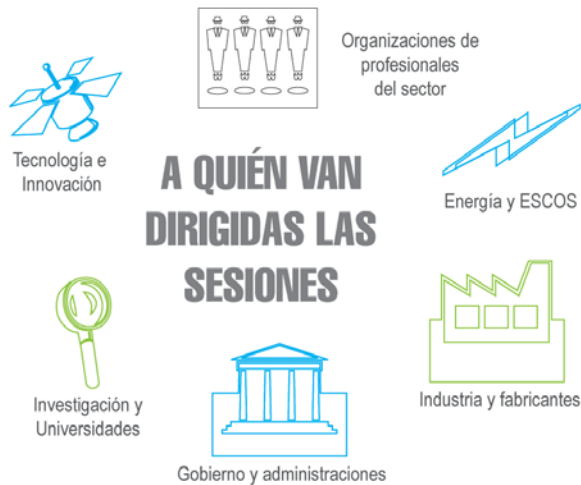 Organizaciones de
profesionales
del sector
Tecnología e
Innovación
A QUIÉN VAN
DIRIGIDAS LAS
SESIONES
Energía y ESCOS
Investigación y
Universidades
Industria y fabricantes
Gobierno y administraciones